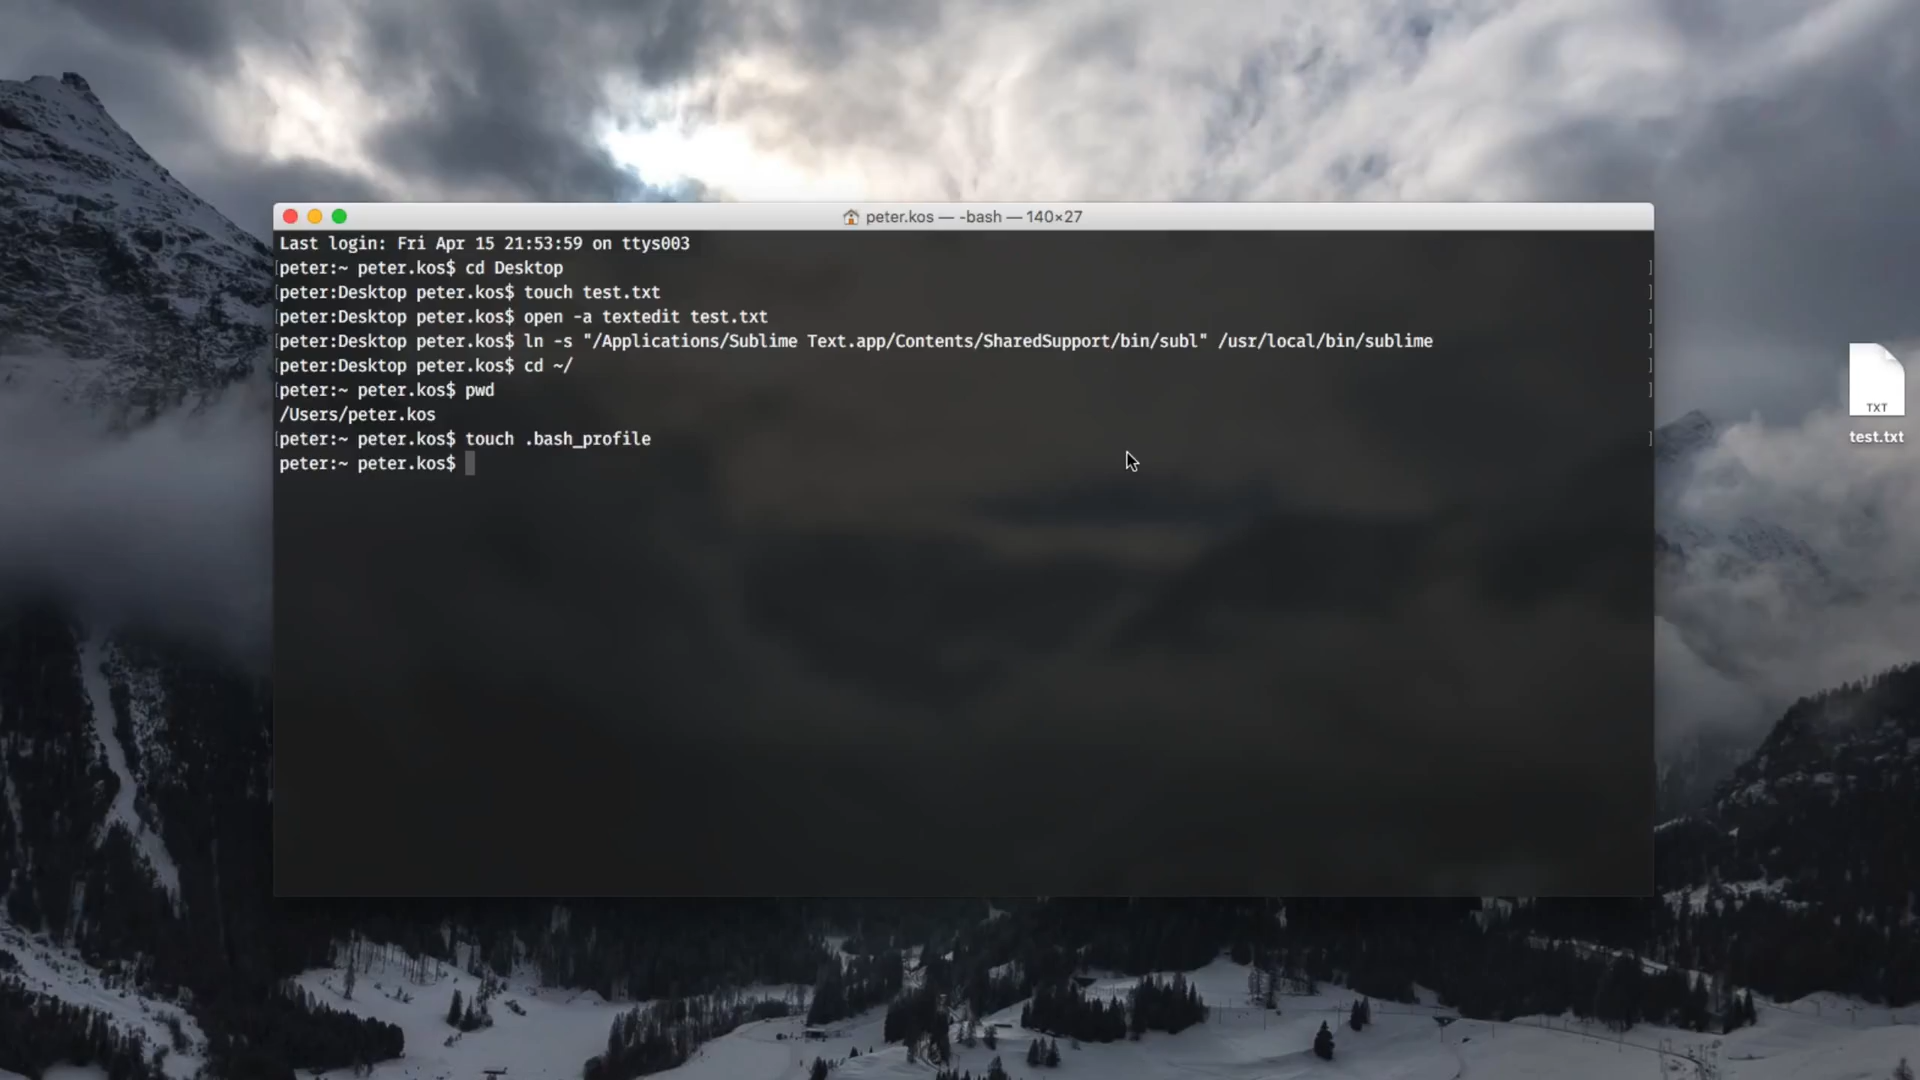 peter.kos — -bash — 140×27
Last login: Fri Apr 15 21:53:59 on ttys003
[peter:~ peter.kos$ cd Desktop ]
[peter:Desktop peter.kos$ touch test.txt ]
[peter:Desktop peter.kos$ open -a textedit test.txt ]
[peter:Desktop peter.kos$ ln -s "/Applications/Sublime Text.app/Contents/SharedSupport/bin/subl" /usr/local/bin/sublime ]
[peter:Desktop peter.kos$ cd ~/ ]
[peter:~ peter.kos$ pwd ]
/Users/peter.kos
[peter:~ peter.kos$ touch .bash_profile ]
peter:~ peter.kos$
TXT
test.txt